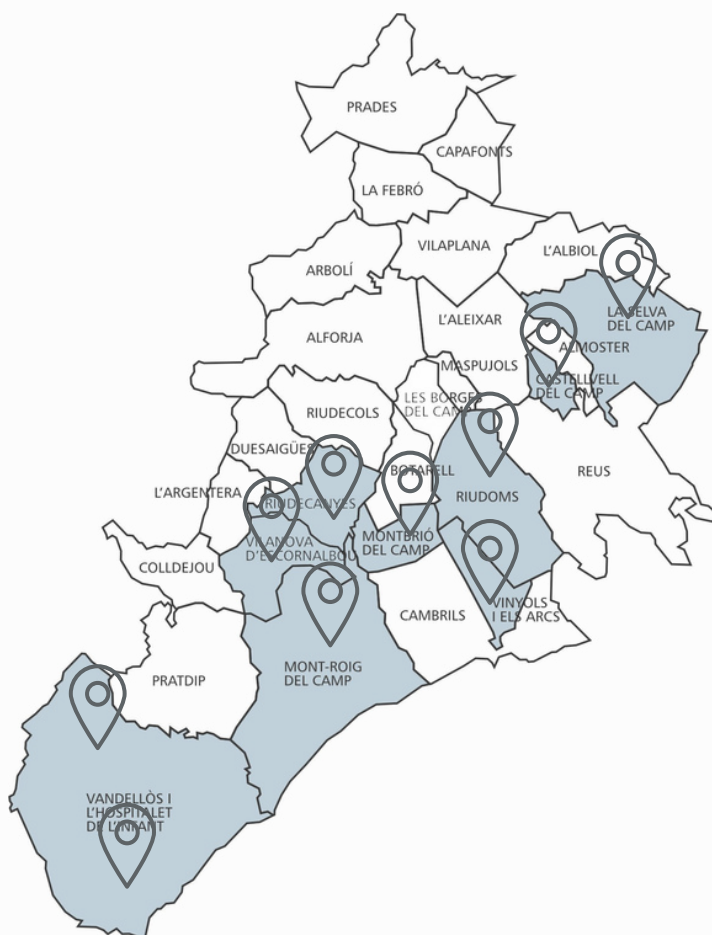 PRADES
CAPAFONTS
LA FEBRÓ
VILAPLANA
L'ALBIOL
ARBOLÍ
LA SELVA
DEL CAMP
L'ALEIXAR
ALFORJA
ALMOSTER
MASPUJOLS
CASTELLVELL
DEL CAMP
LES BORGES
DEL CAMP
RIUDECOLS
DUESAIGÜES
BOTARELL
REUS
L'ARGENTERA
RIUDECANYES
RIUDOMS
VILANOVA
D'ESCORNALBOU
MONTBRIÓ
DEL CAMP
COLLDEJOU
CAMBRILS
VINYOLS
I ELS ARCS
MONT-ROIG
DEL CAMP
PRATDIP
VANDELLÒS I
L'HOSPITALET
DE L'INFANT